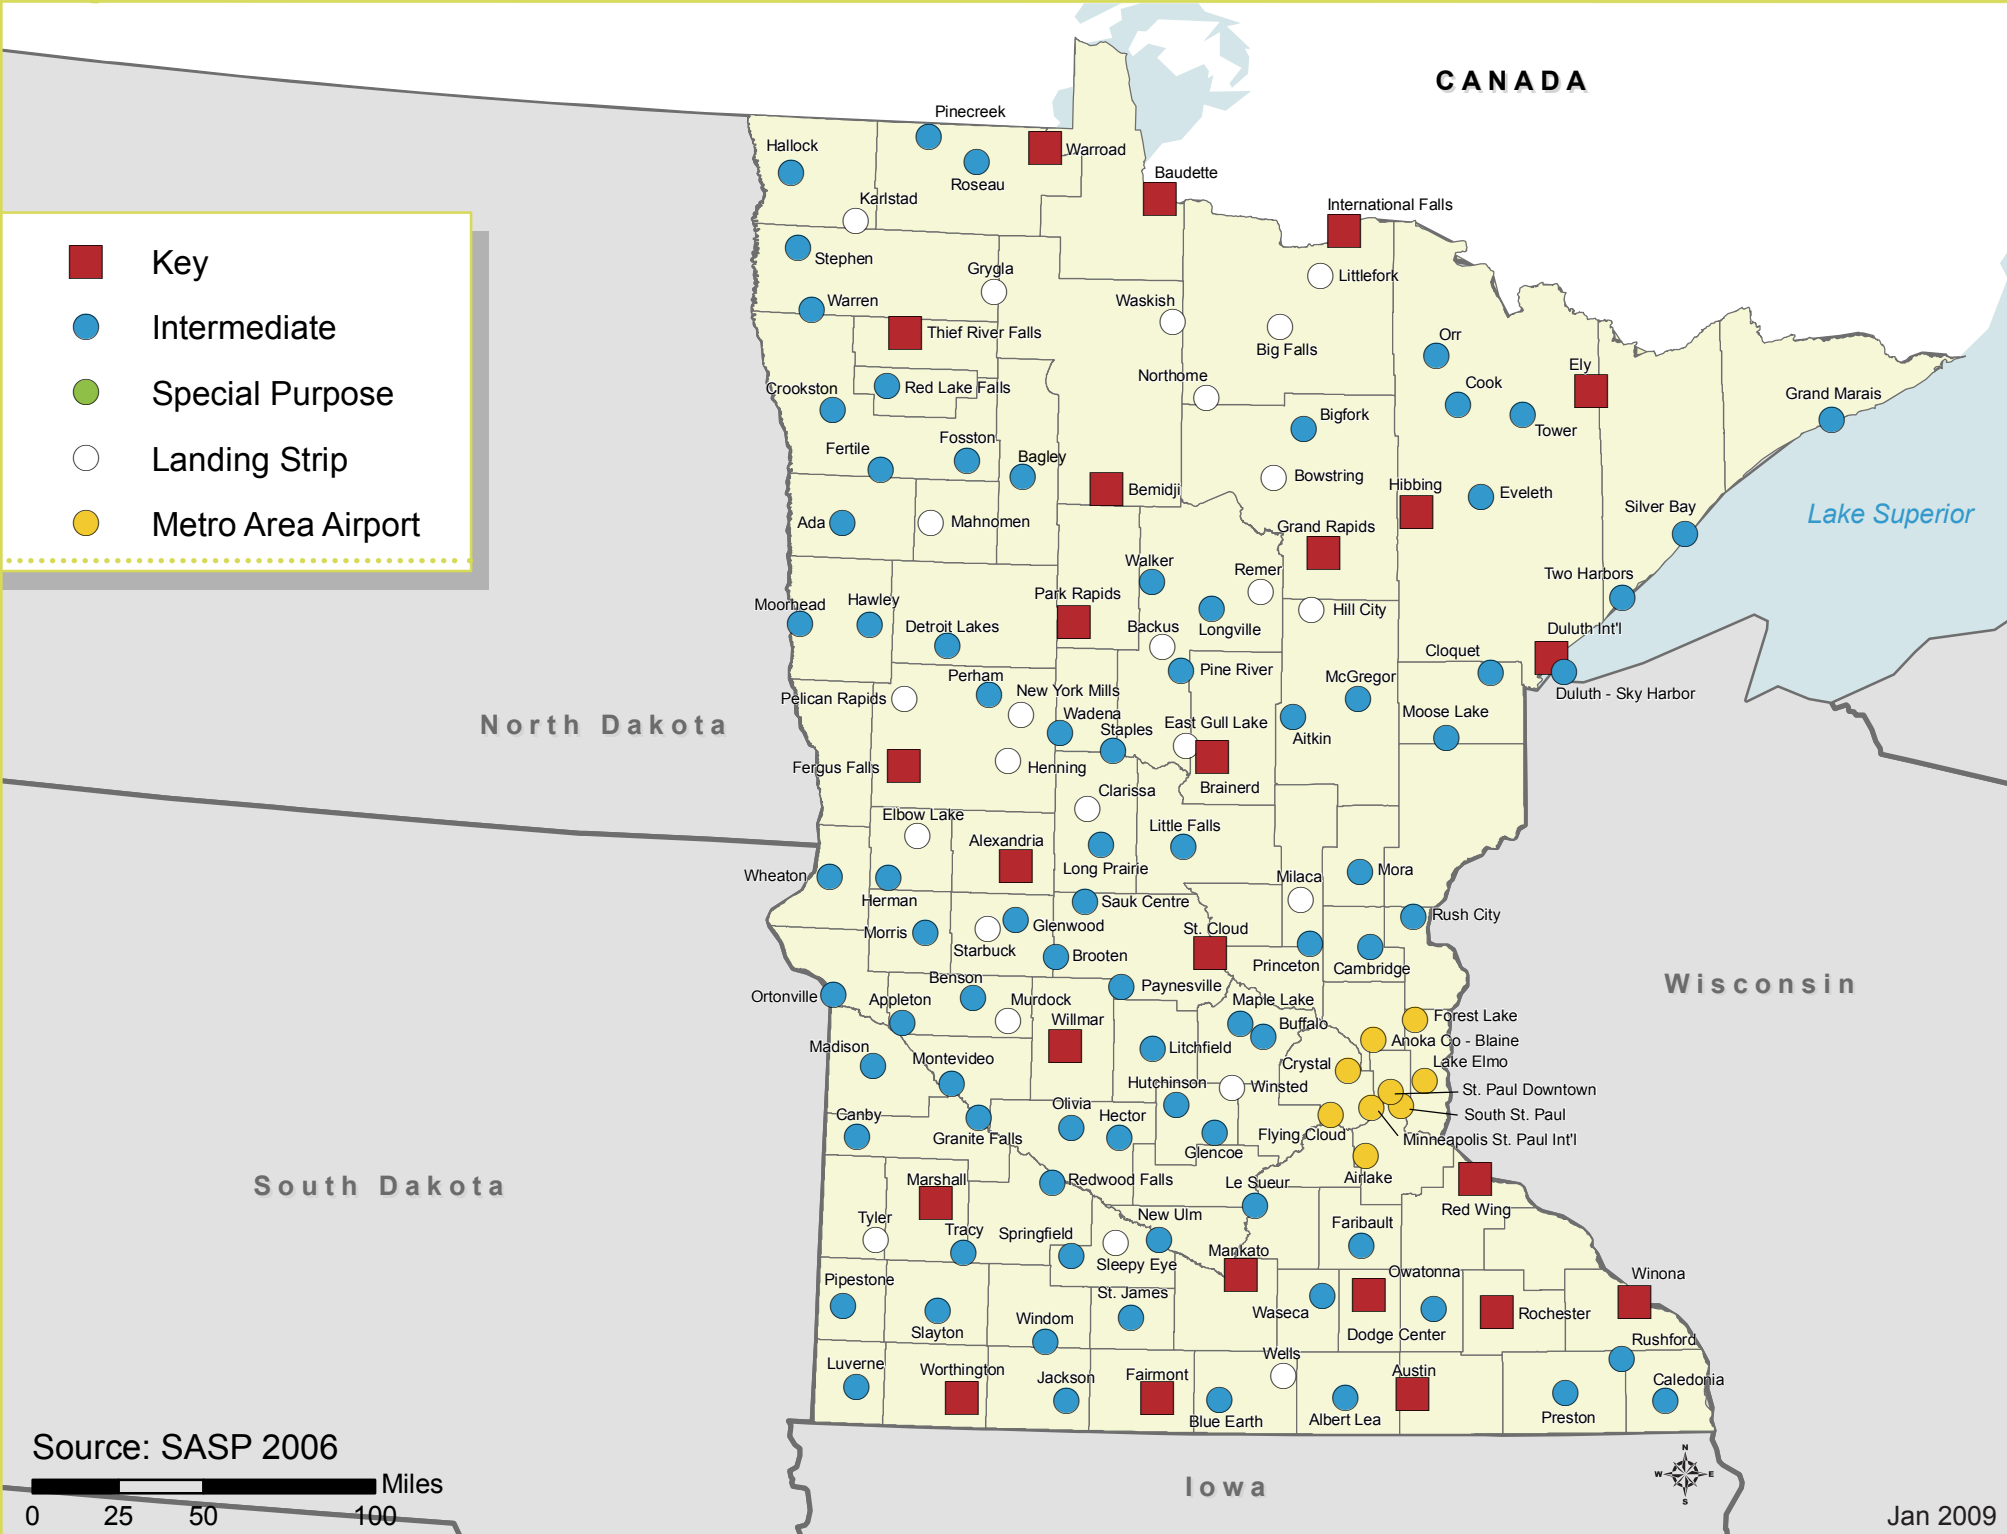 CANADA
Pinecreek
Hallock
Warroad
Roseau
Baudette
Karlstad
International Falls
Key
Stephen
Grygla
Littlefork
Warren
Waskish
Intermediate
Thief River Falls
Orr
Big Falls
Ely
Northome
Crookston
Red Lake Falls
Cook
Grand Marais
Special Purpose
Bigfork
Tower
Fosston
Fertile
Bagley
Landing Strip
Bowstring
Hibbing
Bemidji
Eveleth
Silver Bay
Lake Superior
Ada
Mahnomen
Grand Rapids
Metro Area Airport
Walker
Remer
Two Harbors
Park Rapids
Hawley
Moorhead
Hill City
Detroit Lakes
Backus
Longville
Duluth Int'l
Cloquet
Pine River
Perham
McGregor
New York Mills
Duluth - Sky Harbor
Pelican Rapids
Moose Lake
Wadena
North Dakota
East Gull Lake
Staples
Aitkin
Fergus Falls
Henning
Brainerd
Clarissa
Elbow Lake
Little Falls
Alexandria
Long Prairie
Mora
Wheaton
Milaca
Herman
Sauk Centre
Rush City
Glenwood
St. Cloud
Morris
Starbuck
Brooten
Princeton
Cambridge
Wisconsin
Benson
Paynesville
Ortonville
Appleton
Murdock
Maple Lake
Forest Lake
Willmar
Buffalo
Anoka Co - Blaine
Madison
Litchfield
Montevideo
Crystal
Lake Elmo
Hutchinson
Winsted
St. Paul Downtown
Olivia
Canby
Hector
South St. Paul
Granite Falls
Flying Cloud
Minneapolis St. Paul Int'l
Glencoe
Marshall
Redwood Falls
Le Sueur
Airlake
South Dakota
Red Wing
Tyler
New Ulm
Tracy
Springfield
Faribault
Mankato
Sleepy Eye
Owatonna
Winona
Pipestone
St. James
Waseca
Rochester
Slayton
Windom
Dodge Center
Rushford
Wells
Luverne
Worthington
Fairmont
Austin
Jackson
Caledonia
Blue Earth
Albert Lea
Preston
Source: SASP 2006
Miles
0 25 50 100
Iowa
N
W E
S
Jan 2009